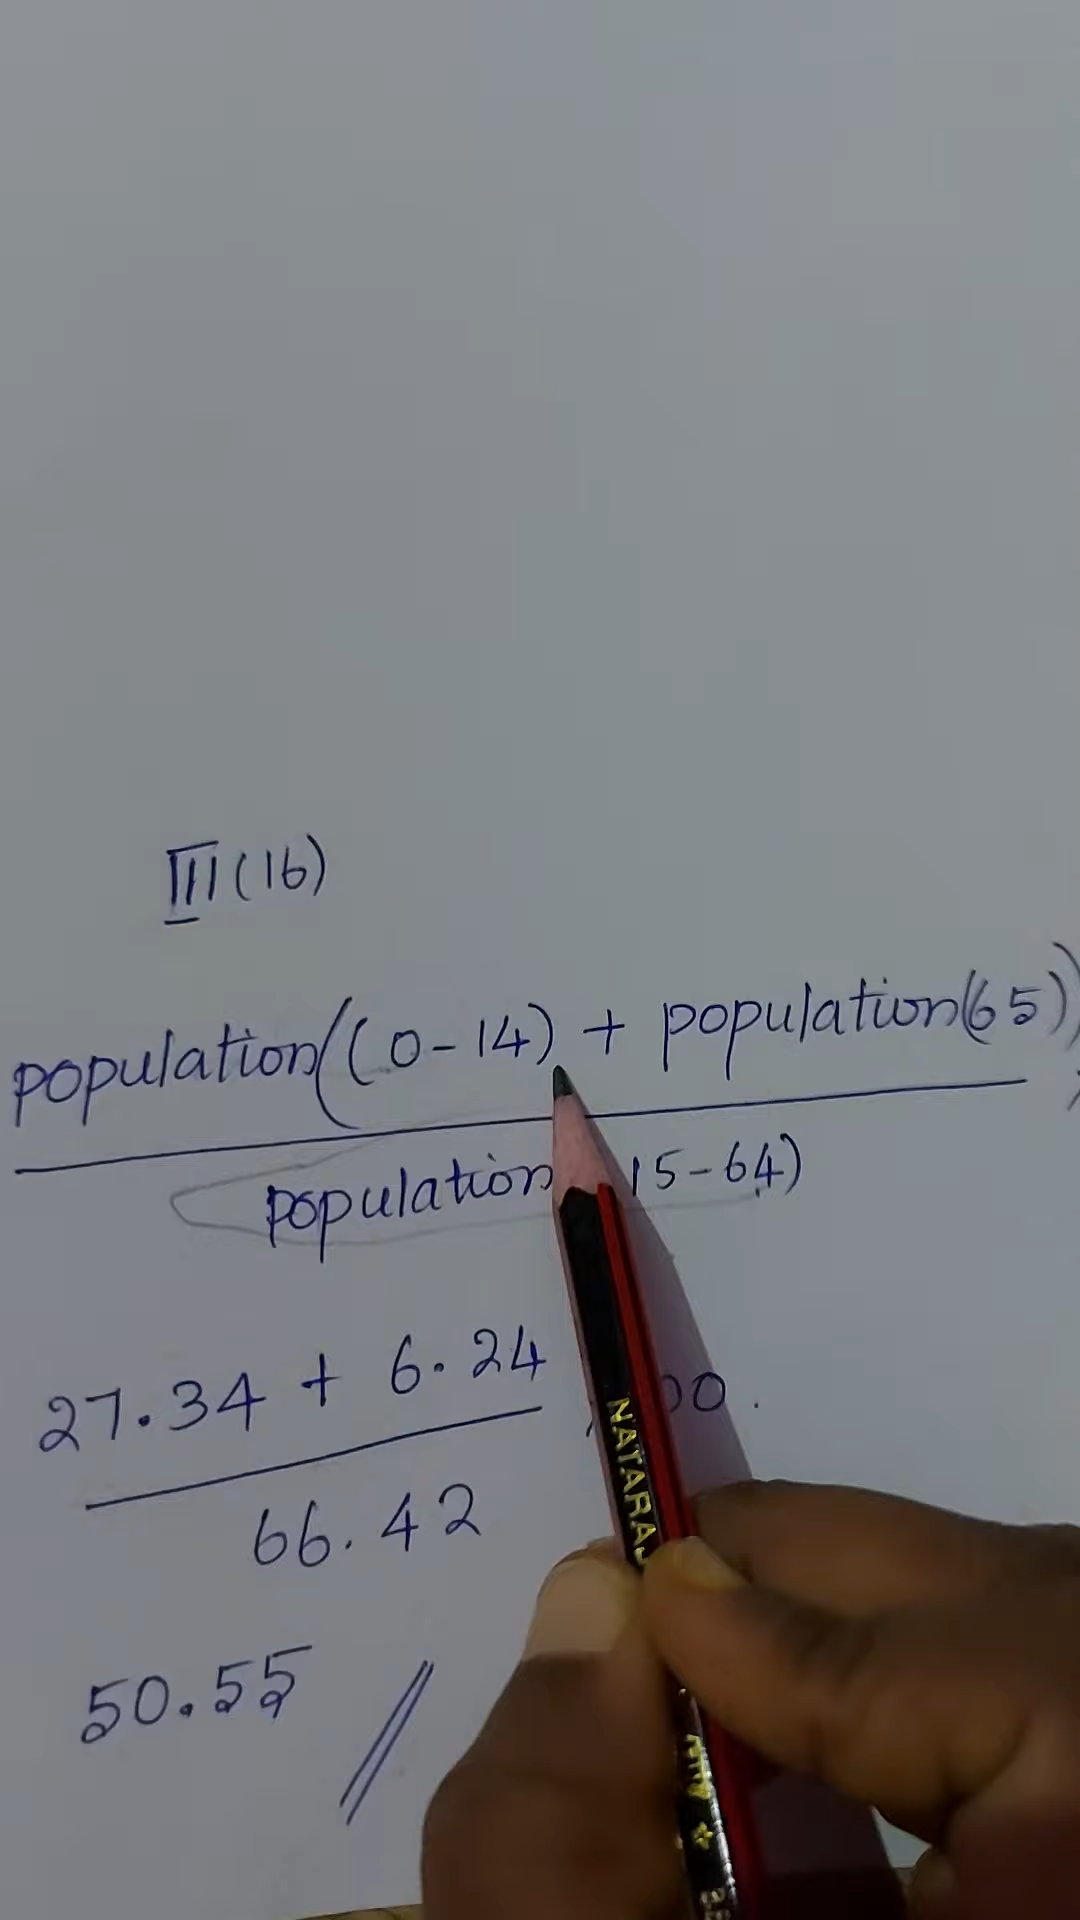 III (16)
population((0-14) + population(65))
population 15-64)
27.34 + 6.24
00.
66.42
50.55
NATARAJ